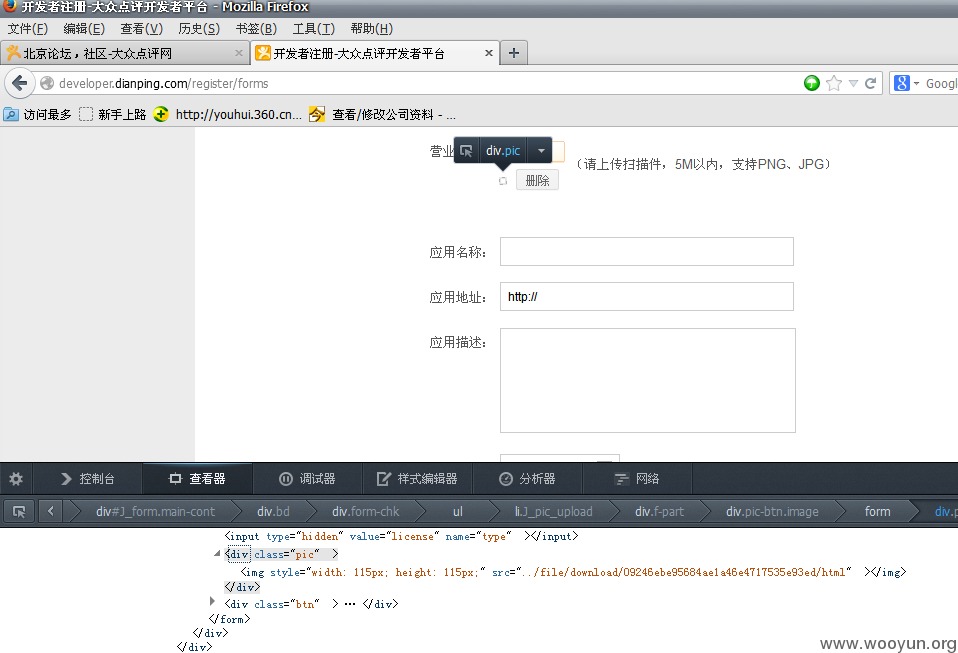 开发者注册-大众点评开发者平台 - Mozilla Firefox
文件(F) 编辑(E) 查看(V) 历史(S) 书签(B) 工具(T) 帮助(H)
北京论坛，社区-大众点评网 × 开发者注册-大众点评开发者平台 × +
developer.dianping.com/register/forms 8 Googl
访问最多 新手上路 http://youhui.360.cn... 查看/修改公司资料 - ...
营业 div.pic （请上传扫描件，5M以内，支持PNG、JPG）
删除
应用名称：
应用地址： http://
应用描述：
控制台 查看器 调试器 样式编辑器 分析器 网络
div#J_form.main-cont div.bd div.form-chk ul li.J_pic_upload div.f-part div.pic-btn.image form div.p
<input type="hidden" value="license" name="type" ></input>
<div class="pic" >
<img style="width: 115px; height: 115px;" src="../file/download/09246ebe95684ae1a46e4717535e93ed/html" ></img>
</div>
<div class="btn" > ... </div>
</form>
</div>
</div>
www.wooyun.org